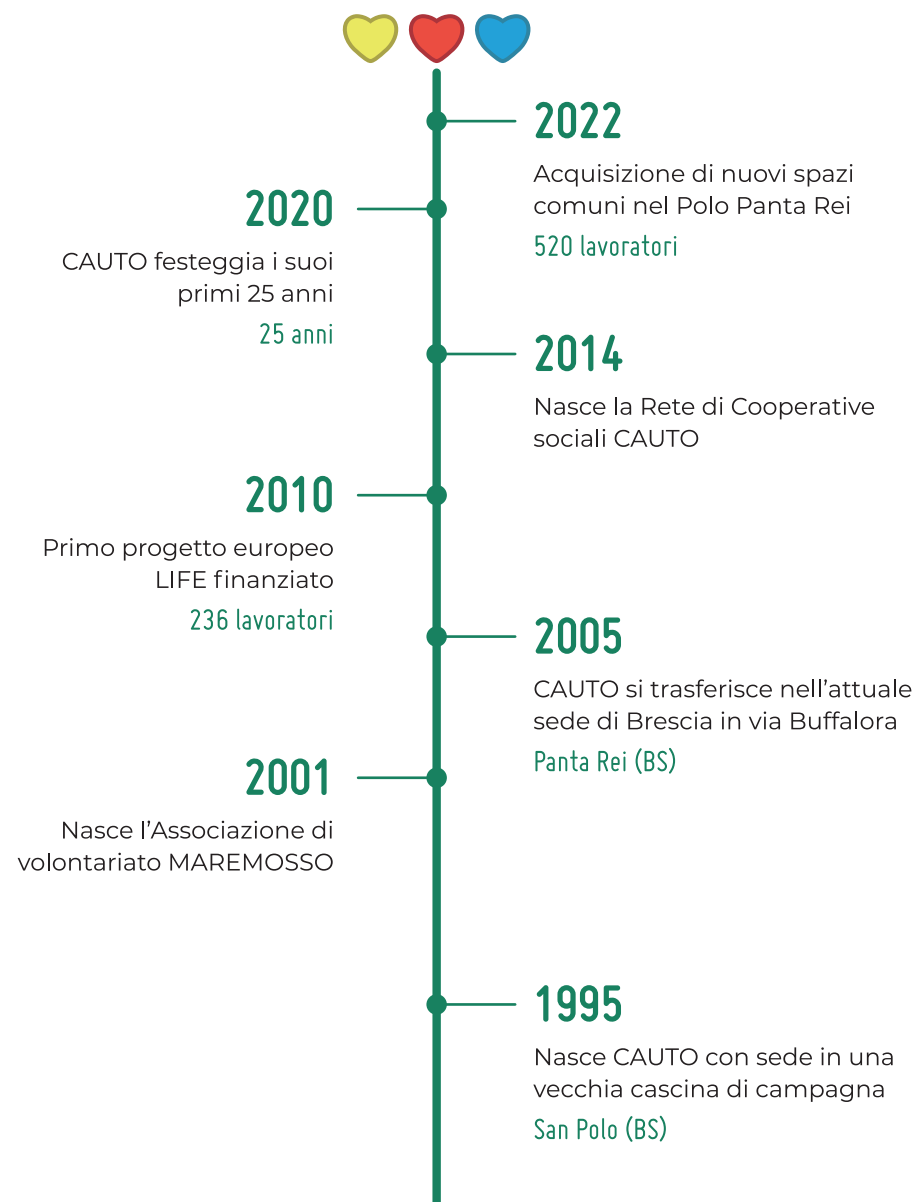 2022
Acquisizione di nuovi spazi
comuni nel Polo Panta Rei
520 lavoratori
2020
CAUTO festeggia i suoi
primi 25 anni
25 anni
2014
Nasce la Rete di Cooperative
sociali CAUTO
2010
Primo progetto europeo
LIFE finanziato
236 lavoratori
2005
CAUTO si trasferisce nell’attuale
sede di Brescia in via Buffalora
Panta Rei (BS)
2001
Nasce l’Associazione di
volontariato MAREMOSSO
1995
Nasce CAUTO con sede in una
vecchia cascina di campagna
San Polo (BS)